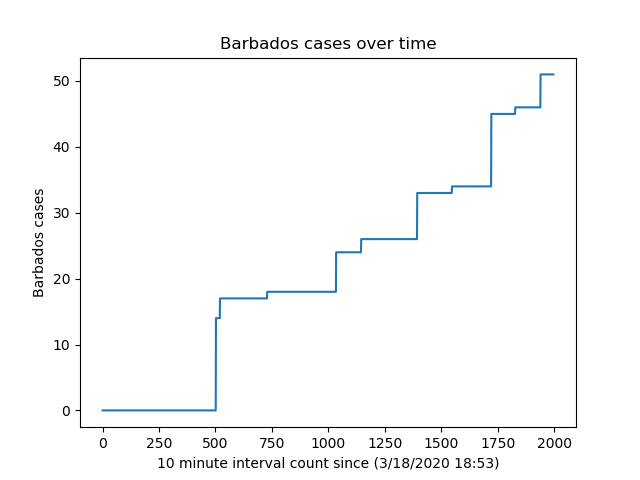 Barbados cases over time
Barbados cases
50
40
30
20
10
0
0 250 500 750 1000 1250 1500 1750 2000
10 minute interval count since (3/18/2020 18:53)